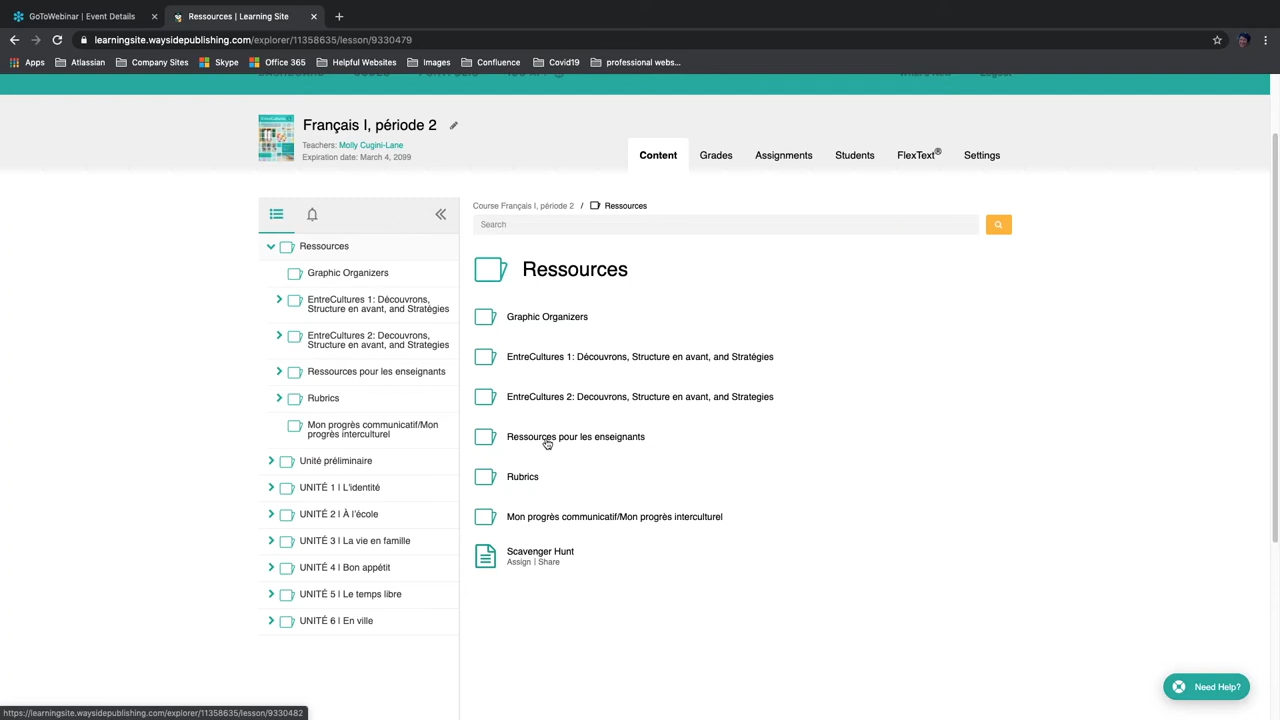 GoToWebinar | Event Details
Ressources | Learning Site
learningsite.waysidepublishing.com/explorer/11358635/lesson/9330479
Apps Atlassian Company Sites Skype Office 365 Helpful Websites Images Confluence Covid19 professional webs...
Français I, période 2
Teachers: Molly Cugini-Lane
Expiration date: March 4, 2099
Content Grades Assignments Students FlexText® Settings
Course Français I, période 2 / Ressources
Search
Ressources
Graphic Organizers
EntreCultures 1: Découvrons,
Structure en avant, and Stratégies
EntreCultures 2: Decouvrons,
Structure en avant, and Strategies
Ressources pour les enseignants
Rubrics
Mon progrès communicatif/Mon
progrès interculturel
Unité préliminaire
UNITÉ 1 | L'identité
UNITÉ 2 | À l'école
UNITÉ 3 | La vie en famille
UNITÉ 4 | Bon appétit
UNITÉ 5 | Le temps libre
UNITÉ 6 | En ville
Ressources
Graphic Organizers
EntreCultures 1: Découvrons, Structure en avant, and Stratégies
EntreCultures 2: Decouvrons, Structure en avant, and Strategies
Ressources pour les enseignants
Rubrics
Mon progrès communicatif/Mon progrès interculturel
Scavenger Hunt
Assign | Share
Need Help?
https://learningsite.waysidepublishing.com/explorer/11358635/lesson/9330482